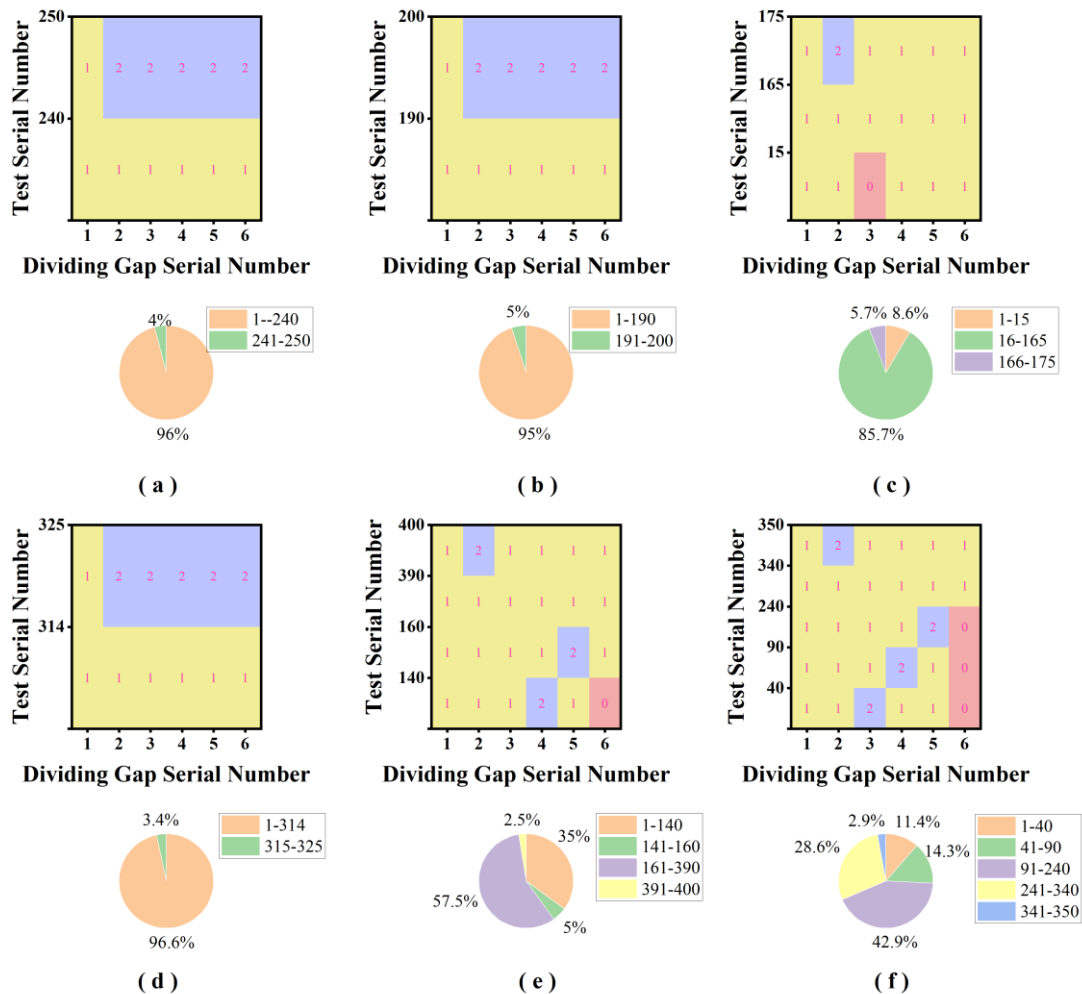 250
240
Test Serial Number
1 2 2 2 2 2
1 1 1 1 1 1
1 2 3 4 5 6
Dividing Gap Serial Number
4%
96%
1--240
241-250
( a )
200
190
Test Serial Number
1 2 2 2 2 2
1 1 1 1 1 1
1 2 3 4 5 6
Dividing Gap Serial Number
5%
95%
1-190
191-200
( b )
175
165
15
Test Serial Number
1 2 1 1 1 1
1 1 1 1 1 1
1 1 0 1 1 1
1 2 3 4 5 6
Dividing Gap Serial Number
5.7% 8.6%
85.7%
1-15
16-165
166-175
( c )
325
314
Test Serial Number
1 2 2 2 2 2
1 1 1 1 1 1
1 2 3 4 5 6
Dividing Gap Serial Number
3.4%
96.6%
1-314
315-325
( d )
400
390
160
140
Test Serial Number
1 2 1 1 1 1
1 1 1 1 1 1
1 1 1 1 2 1
1 1 1 2 1 0
1 2 3 4 5 6
Dividing Gap Serial Number
2.5%
35%
57.5%
5%
1-140
141-160
161-390
391-400
( e )
350
340
240
90
40
Test Serial Number
1 2 1 1 1 1
1 1 1 1 1 1
1 1 1 1 2 0
1 1 1 2 1 0
1 1 2 1 1 0
1 2 3 4 5 6
Dividing Gap Serial Number
2.9%
11.4%
28.6%
14.3%
42.9%
1-40
41-90
91-240
241-340
341-350
( f )